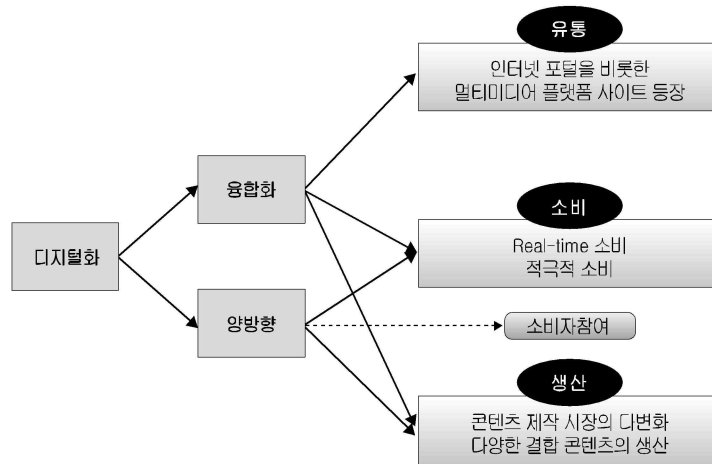 유통
인터넷 포털을 비롯한
멀티미디어 플랫폼 사이트 등장
융합화
소비
디지털화
Real-time 소비
적극적 소비
양방향
소비자참여
생산
콘텐츠 제작 시장의 다변화
다양한 결합 콘텐츠의 생산